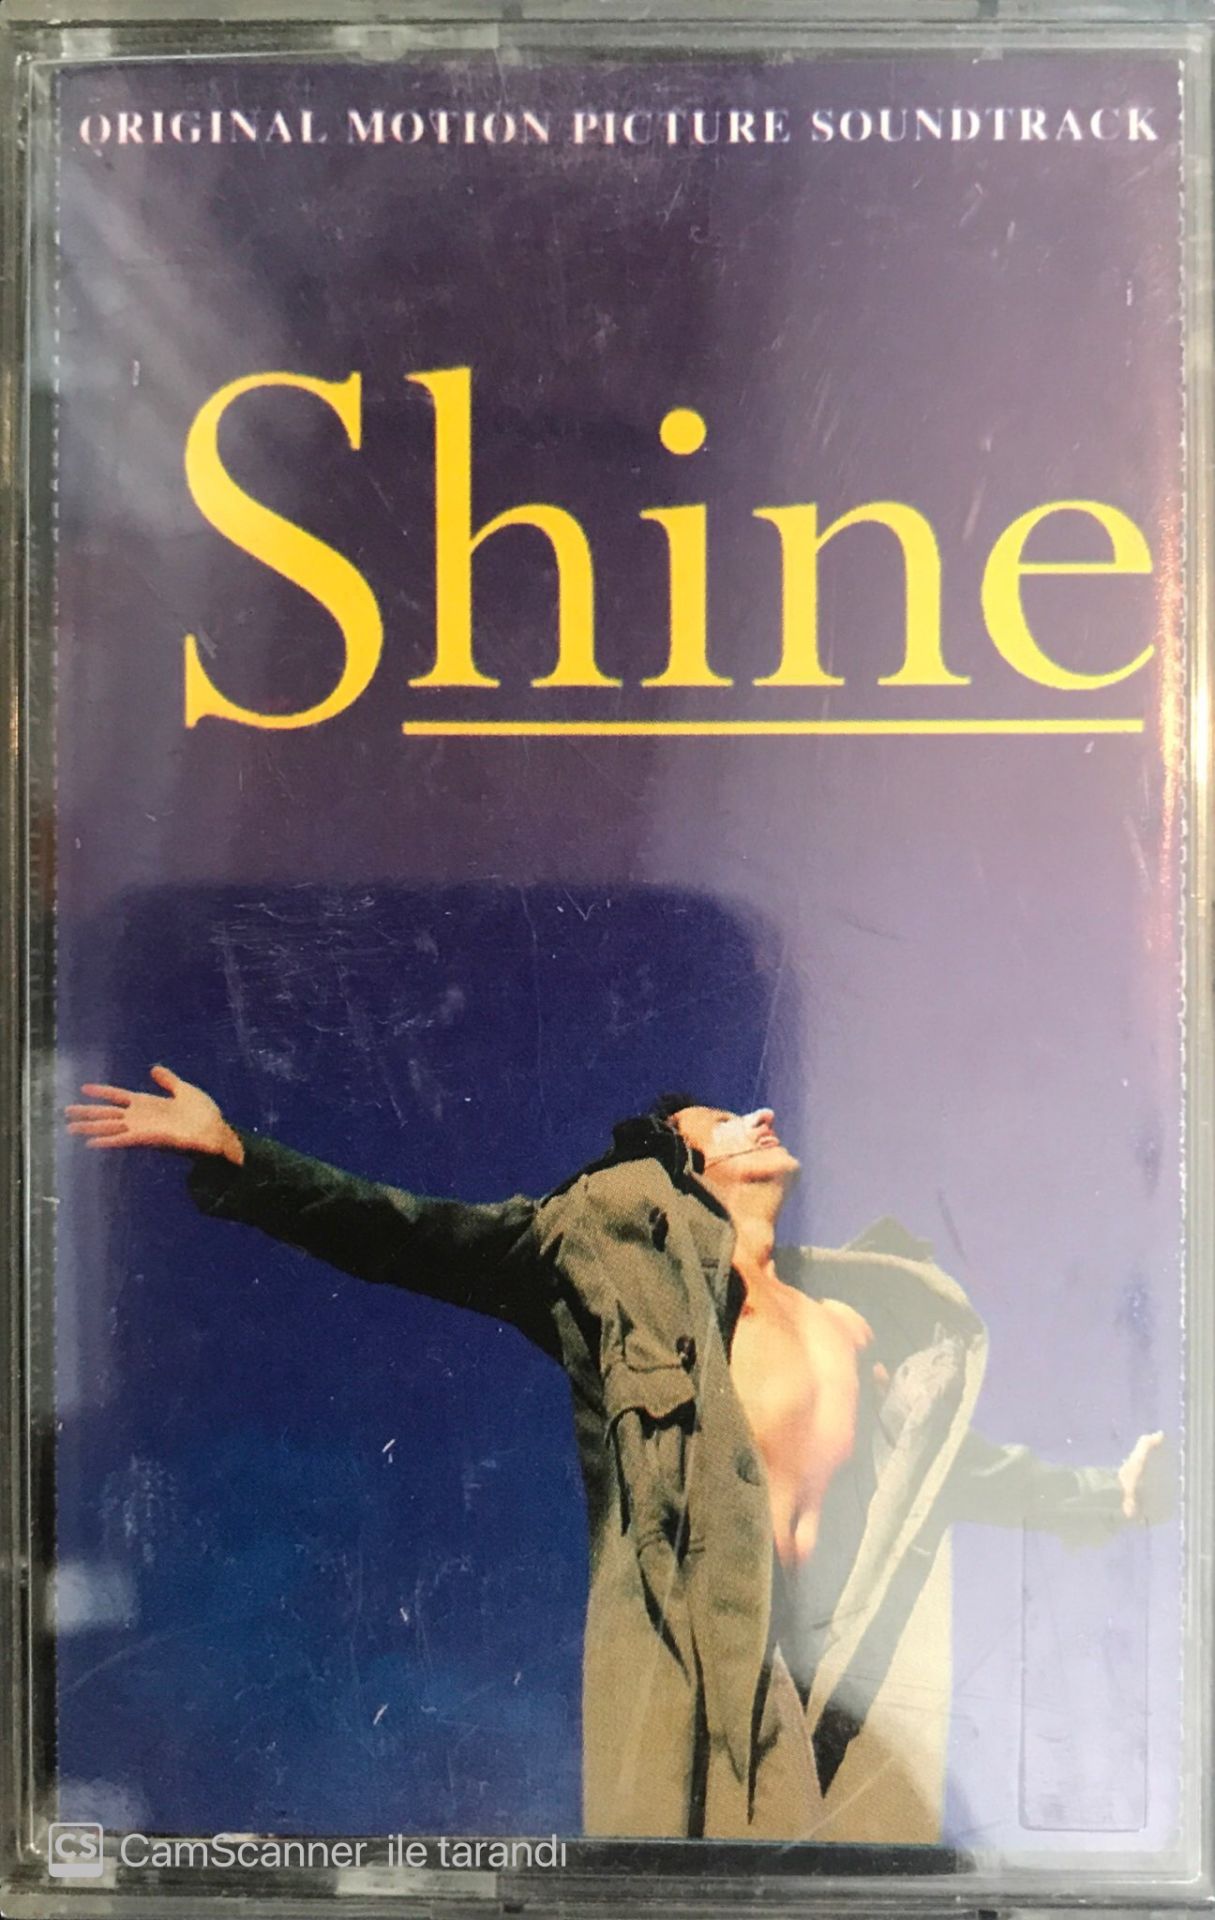 ORIGINAL MOTION PICTURE SOUNDTRACK
Shine
CS CamScanner ile tarandı